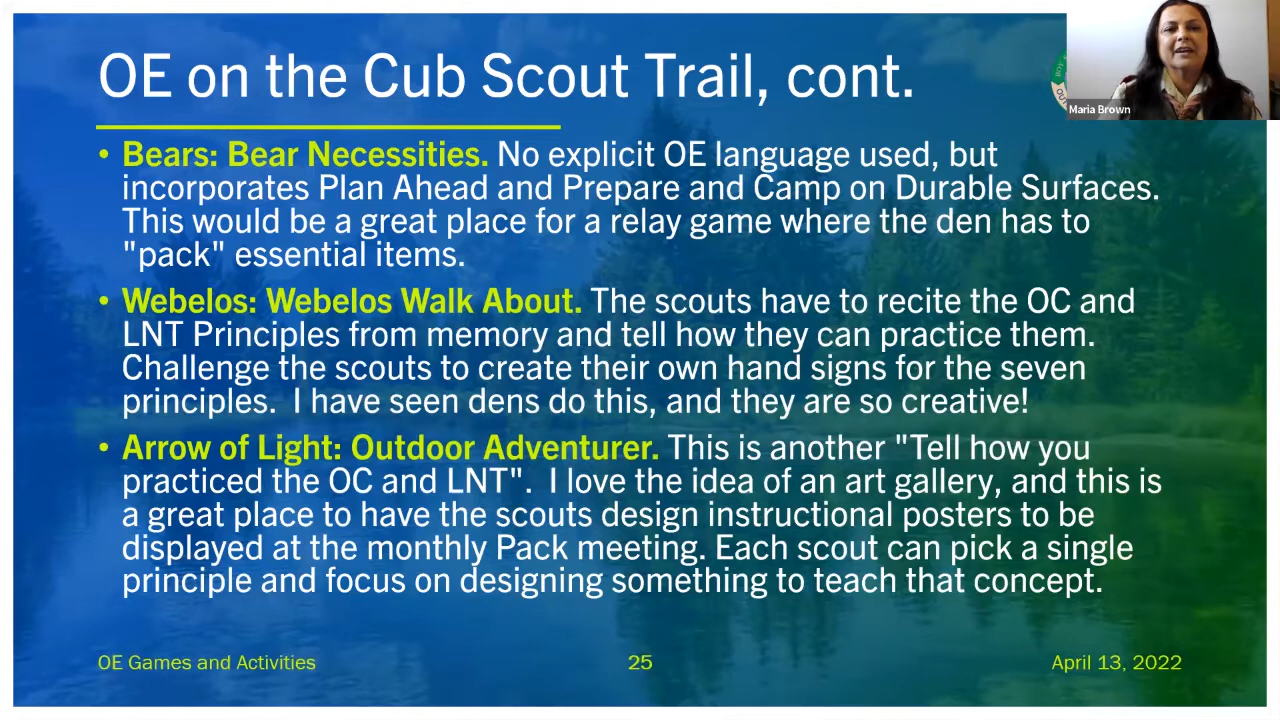 OE on the Cub Scout Trail, cont.
Maria Brown
• Bears: Bear Necessities. No explicit OE language used, but
incorporates Plan Ahead and Prepare and Camp on Durable Surfaces.
This would be a great place for a relay game where the den has to
"pack" essential items.
• Webelos: Webelos Walk About. The scouts have to recite the OC and
LNT Principles from memory and tell how they can practice them.
Challenge the scouts to create their own hand signs for the seven
principles.  I have seen dens do this, and they are so creative!
• Arrow of Light: Outdoor Adventurer. This is another "Tell how you
practiced the OC and LNT".  I love the idea of an art gallery, and this is
a great place to have the scouts design instructional posters to be
displayed at the monthly Pack meeting. Each scout can pick a single
principle and focus on designing something to teach that concept.
OE Games and Activities
25
April 13, 2022